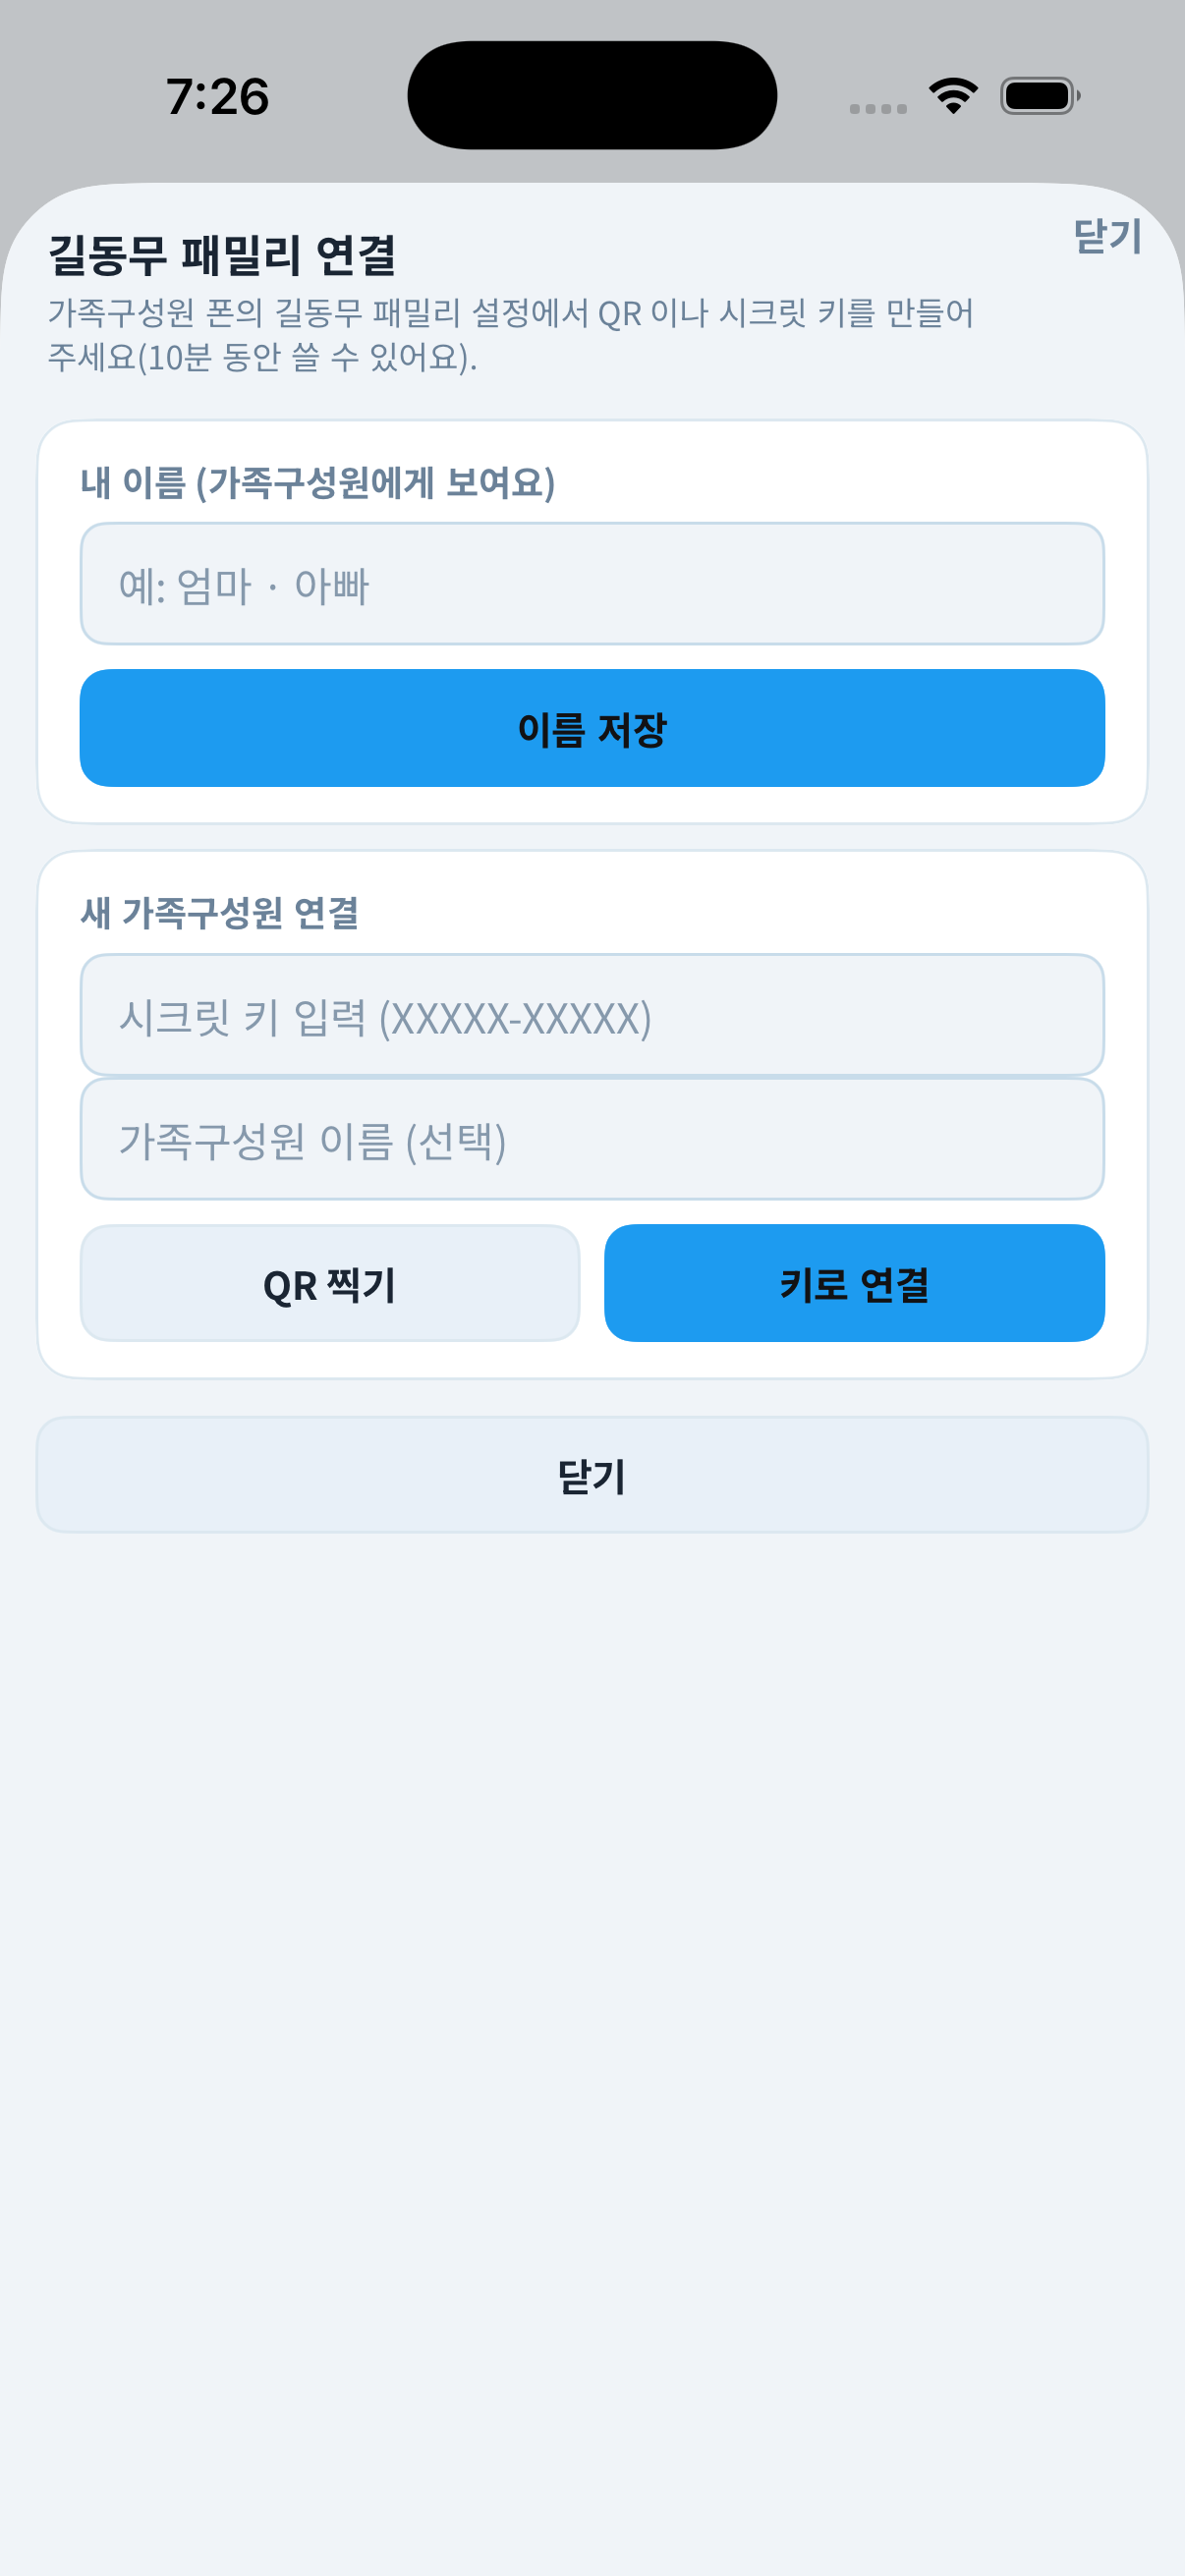 7:26
닫기
길동무 패밀리 연결
가족구성원 폰의 길동무 패밀리 설정에서 QR 이나 시크릿 키를 만들어
주세요(10분 동안 쓸 수 있어요).
내 이름 (가족구성원에게 보여요)
예: 엄마 · 아빠
이름 저장
새 가족구성원 연결
시크릿 키 입력 (XXXXX-XXXXX)
가족구성원 이름 (선택)
QR 찍기
키로 연결
닫기